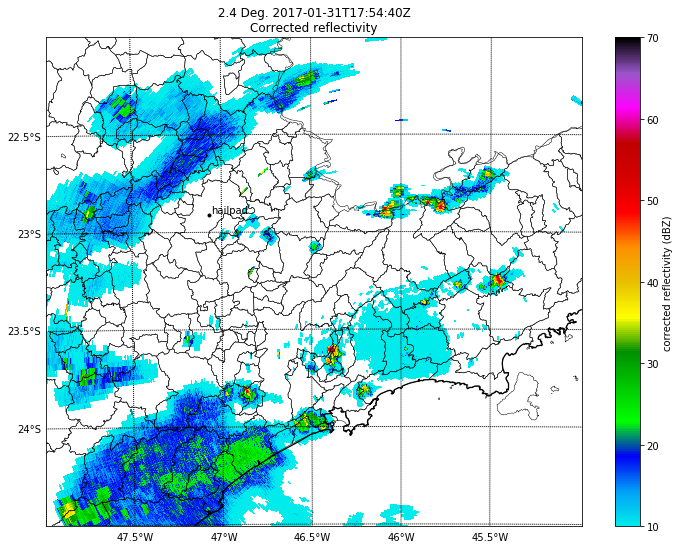 2.4 Deg. 2017-01-31T17:54:40Z
Corrected reflectivity
70
60
50
40
30
20
10
corrected reflectivity (dBZ)
22.5°S
23°S
23.5°S
24°S
hailpad
47.5°W
47°W
46.5°W
46°W
45.5°W